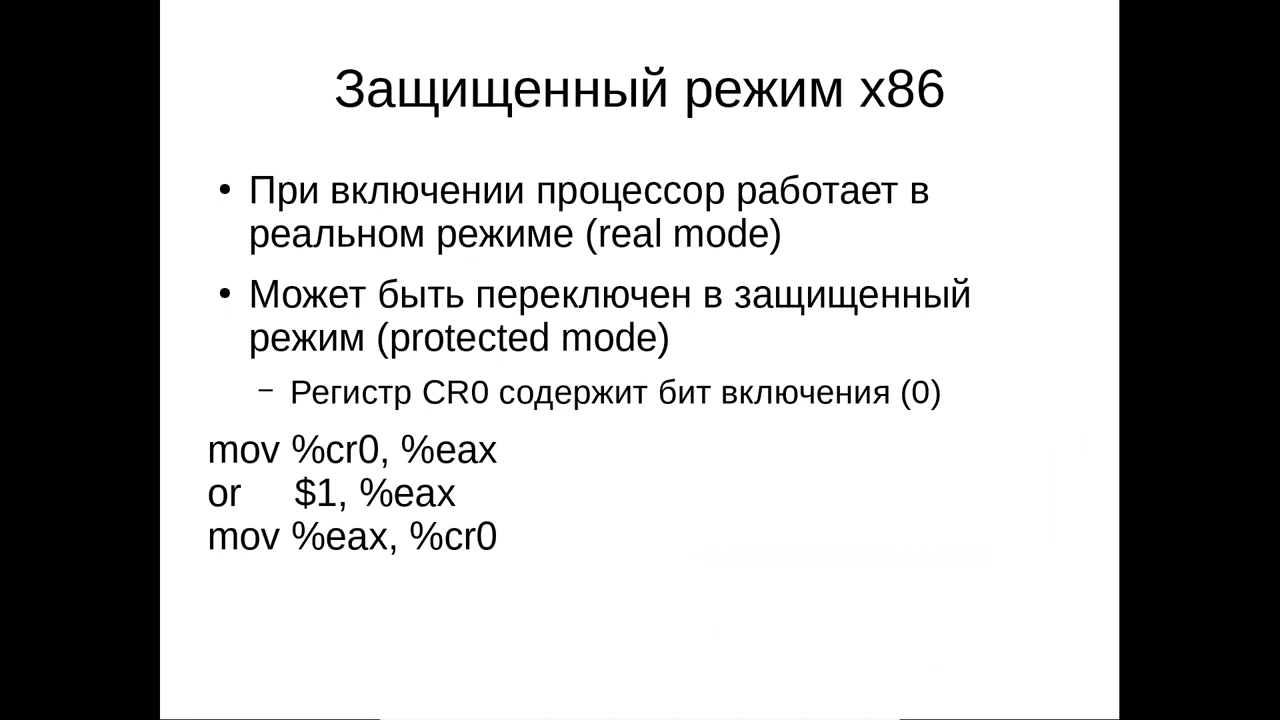 Защищенный режим x86
• При включении процессор работает в
реальном режиме (real mode)
• Может быть переключен в защищенный
режим (protected mode)
– Регистр CR0 содержит бит включения (0)
mov %cr0, %eax
or $1, %eax
mov %eax, %cr0